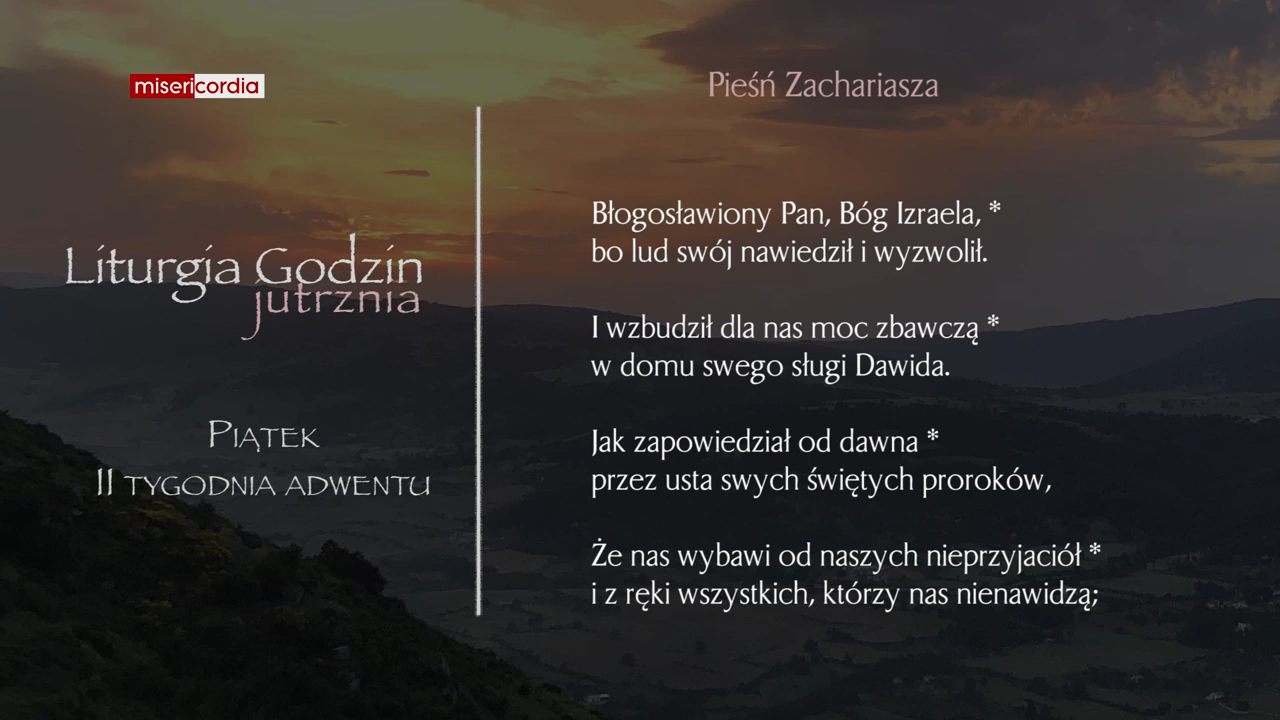 misericordia
Liturgia Godzin
jutrznia
Piątek
II tygodnia adwentu
Pieśń Zachariasza
Błogosławiony Pan, Bóg Izraela, *
bo lud swój nawiedził i wyzwolił.
I wzbudził dla nas moc zbawczą *
w domu swego sługi Dawida.
Jak zapowiedział od dawna *
przez usta swych świętych proroków,
Że nas wybawi od naszych nieprzyjaciół *
i z ręki wszystkich, którzy nas nienawidzą;